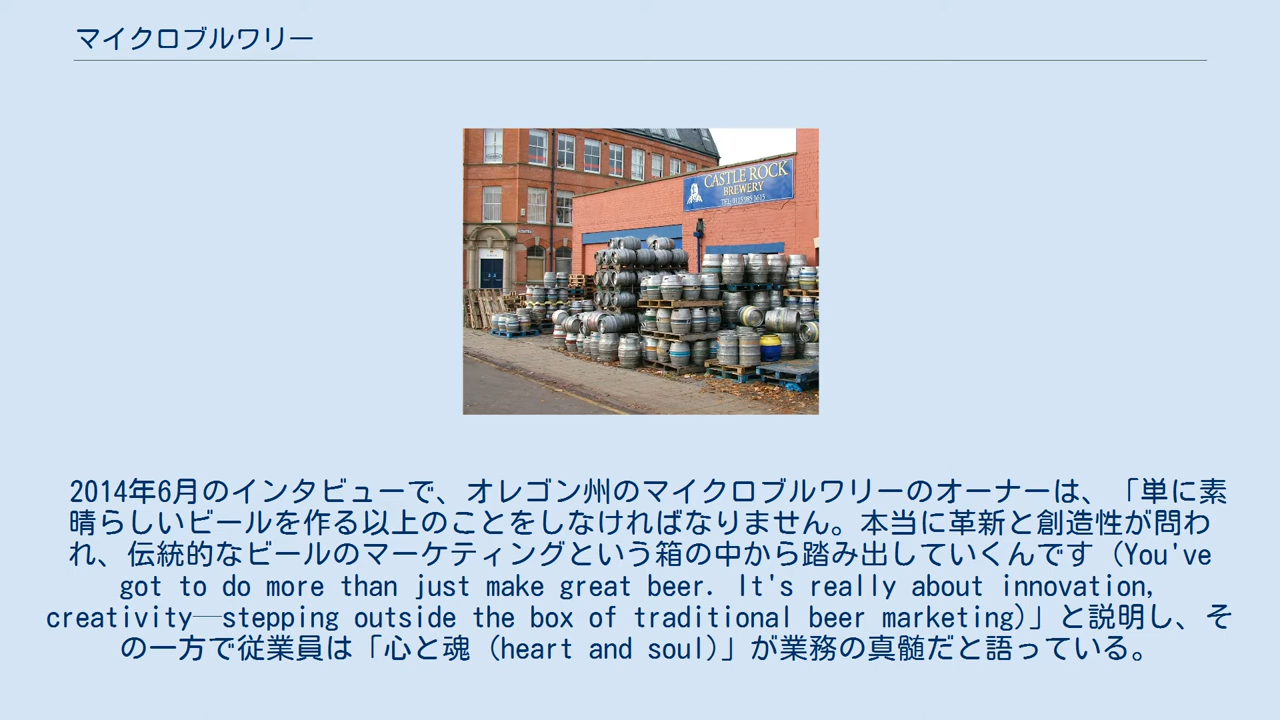 マイクロブルワリー
CASTLE ROCK
BREWERY
TEL: 0115 985 1615
2014年6月のインタビューで、オレゴン州のマイクロブルワリーのオーナーは、「単に素
晴らしいビールを作る以上のことをしなければなりません。本当に革新と創造性が問わ
れ、伝統的なビールのマーケティングという箱の中から踏み出していくんです（You've
got to do more than just make great beer. It's really about innovation,
creativity—stepping outside the box of traditional beer marketing)」と説明し、そ
の一方で従業員は「心と魂（heart and soul)」が業務の真髄だと語っている。